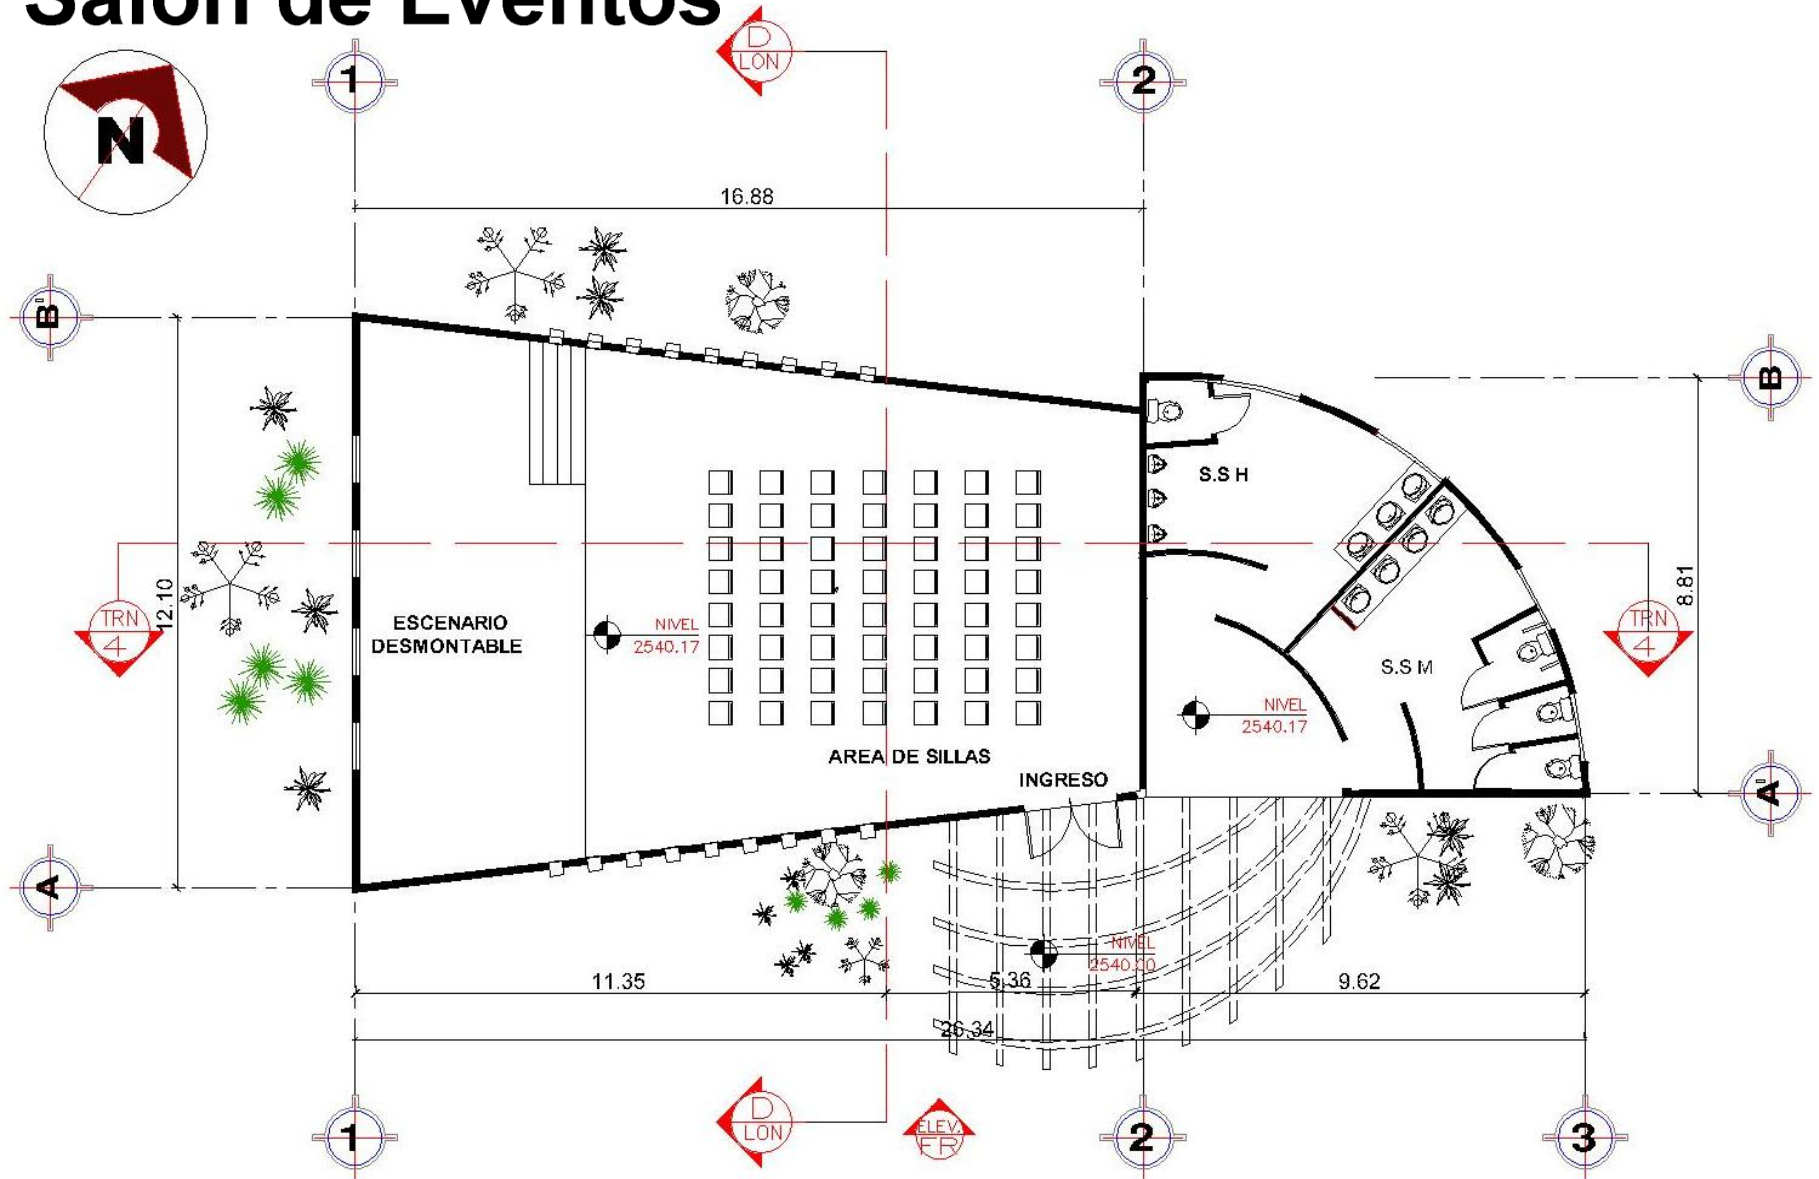 Salón de Eventos
N
1
D
LON
2
16.88
B'
B
S.S H
12.10
8.81
TRN
4
ESCENARIO
DESMONTABLE
NIVEL
2540.17
TRN
4
S.S M
NIVEL
2540.17
AREA DE SILLAS
INGRESO
A'
A
NIVEL
2540.00
11.35
5.36
9.62
26.34
1
D
LON
ELEV.
FR
2
3